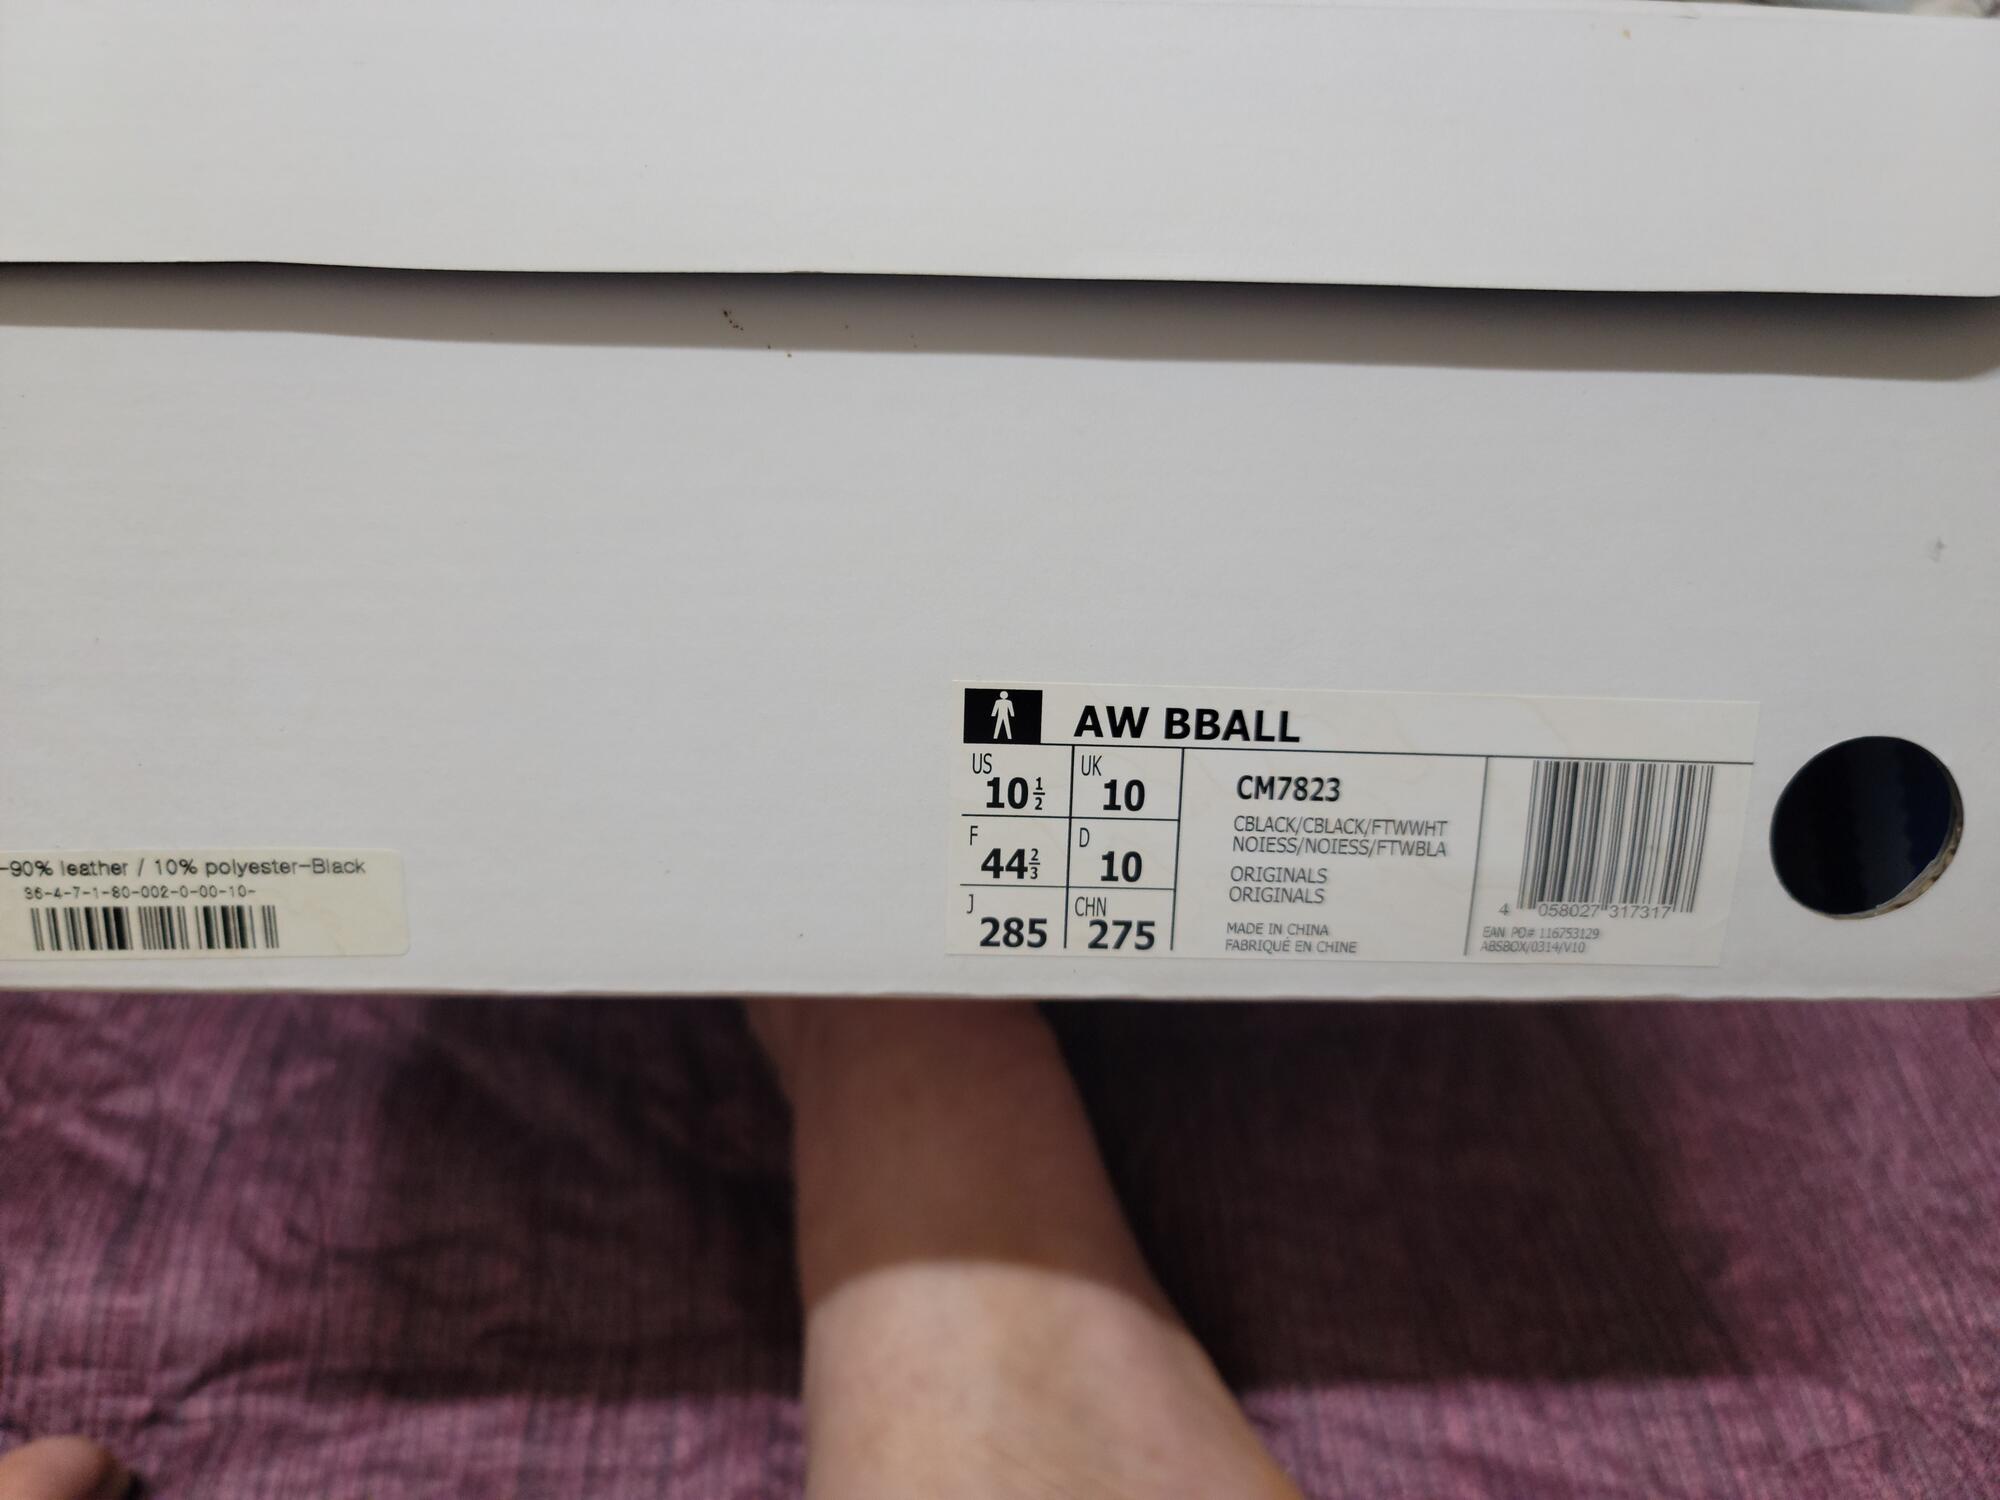 AW BBALL
US 10½
UK 10
F 44⅔
D 10
J 285
CHN 275
CM7823
CBLACK/CBLACK/FTWWHT
NOIESS/NOIESS/FTWBLA
ORIGINALS
ORIGINALS
MADE IN CHINA
FABRIQUÉ EN CHINE
4 058027 317317
EAN PO# 116753129
ABSBOX/0314/V10
-90% leather / 10% polyester-Black
36-4-7-1-80-002-0-00-10-